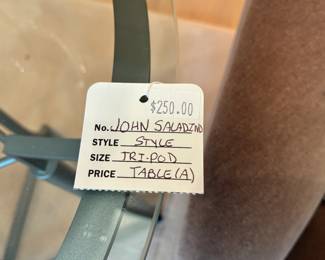 $250.00
No. JOHN SALADINO
STYLE STYLE
SIZE TRI-POD
PRICE TABLE(A)